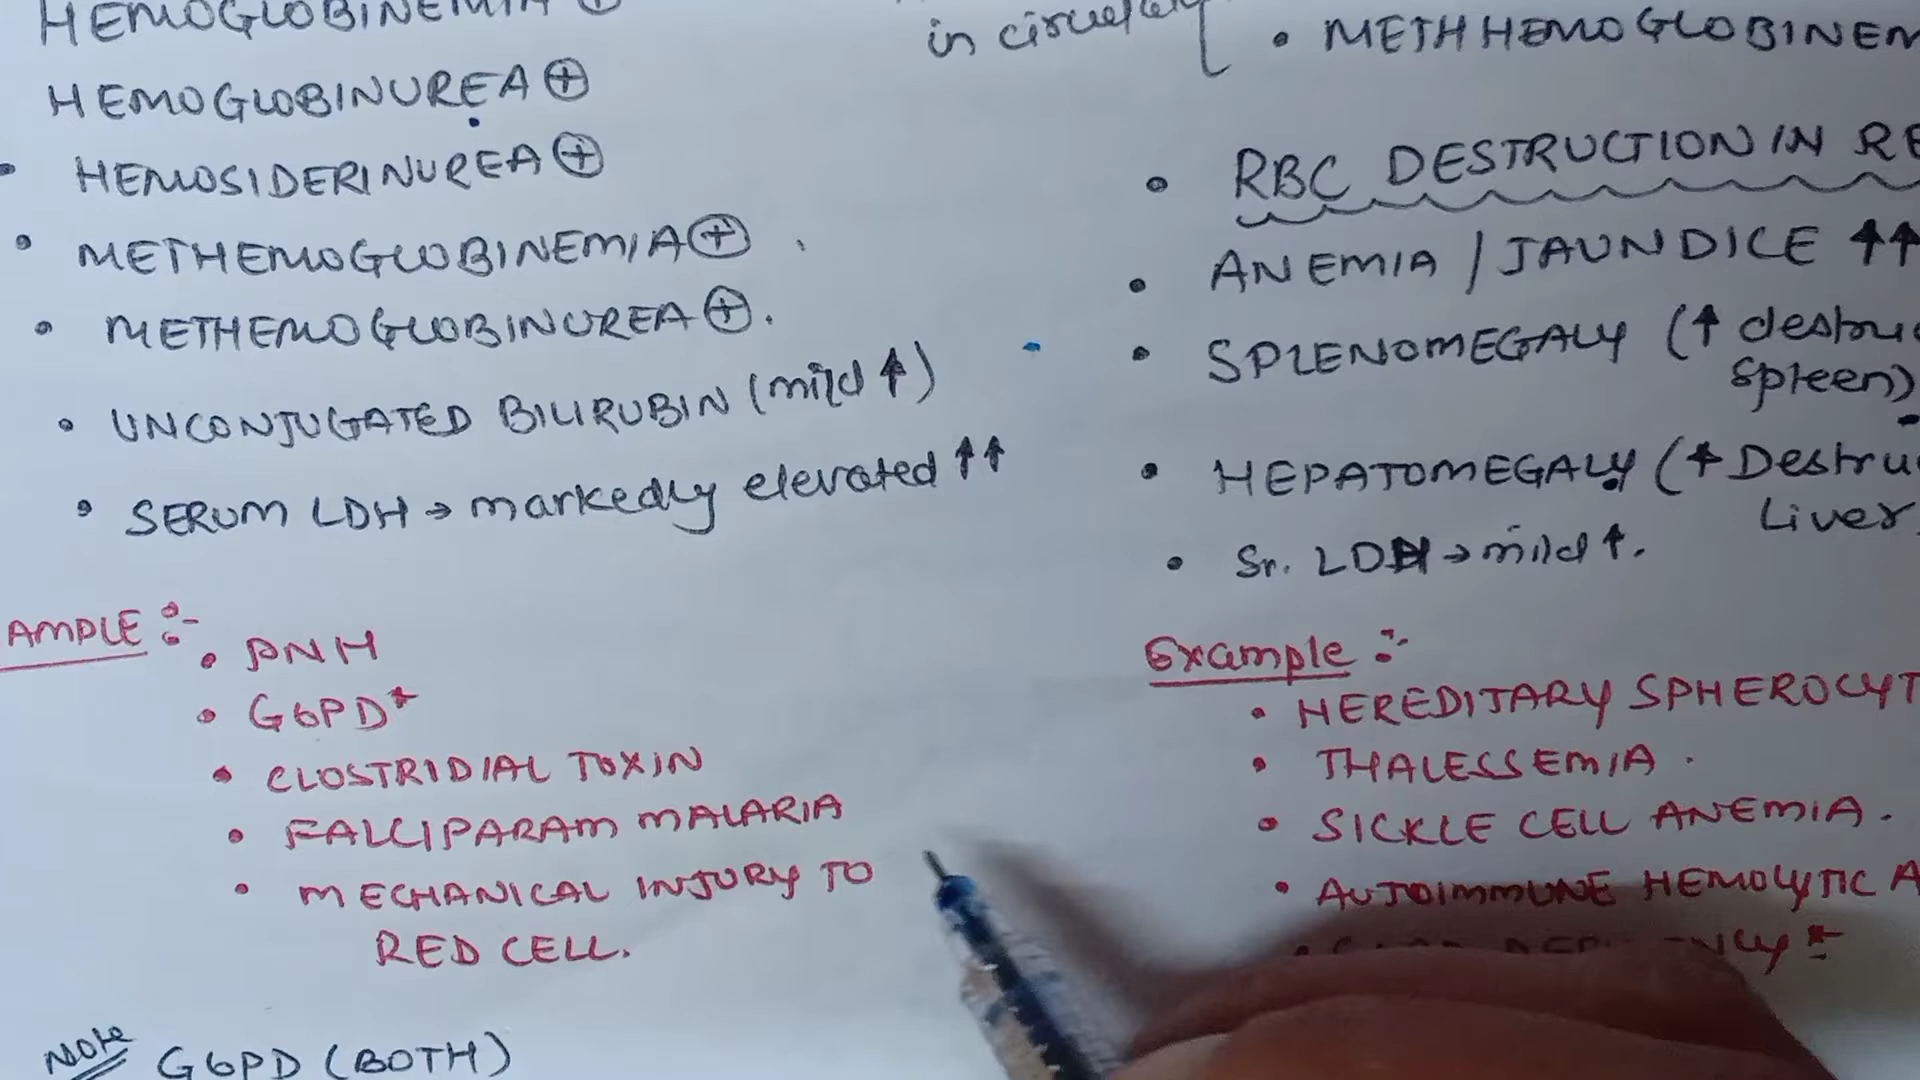 HEMOGLOBINEMIA
HEMOGLOBINUREA ⊕
• HEMOSIDERINUREA ⊕
• METHEMOGLOBINEMIA ⊕ .
• METHEMOGLOBINUREA ⊕.
• UNCONJUGATED BILIRUBIN (mild ↑)
• SERUM LDH → markedly elevated ↑↑
AMPLE :-
• PNH
• G6PD*
• CLOSTRIDIAL TOXIN
• FALCIPARAM MALARIA
• MECHANICAL INJURY TO
RED CELL.
Note G6PD (BOTH)
in
• METHHEMOGLOBINEM
• RBC DESTRUCTION IN RE
• ANEMIA / JAUNDICE ↑↑
• SPLENOMEGALY (↑ destru
spleen)
• HEPATOMEGALY (↑ Destru
Liver
• Sr. LDH → mild ↑.
Example :-
• HEREDITARY SPHEROCYT
• THALESSEMIA .
• SICKLE CELL ANEMIA .
• AUTOIMMUNE HEMOLYTIC A